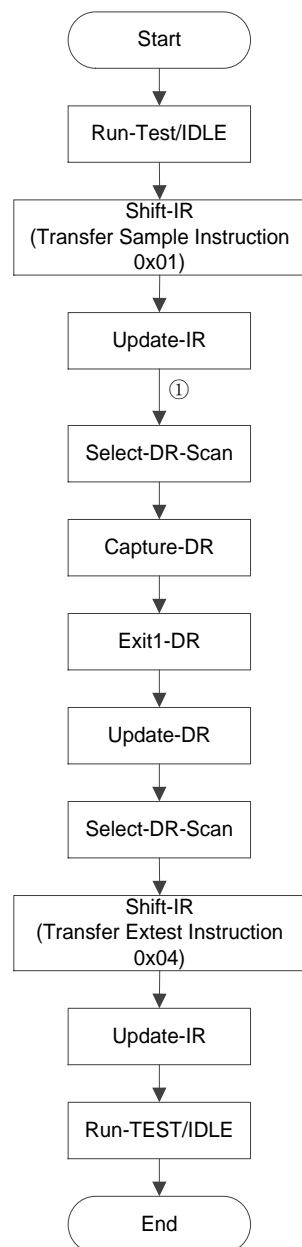 Start
Run-Test/IDLE
Shift-IR
(Transfer Sample Instruction
0x01)
Update-IR
①
Select-DR-Scan
Capture-DR
Exit1-DR
Update-DR
Select-DR-Scan
Shift-IR
(Transfer Extest Instruction
0x04)
Update-IR
Run-TEST/IDLE
End